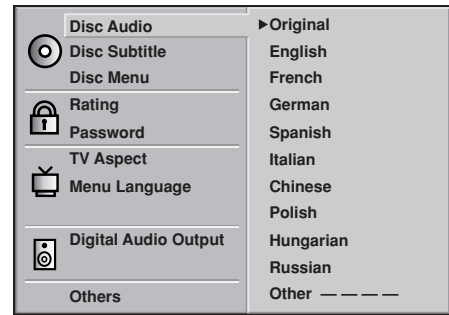 Disc Audio
Disc Subtitle
Disc Menu
Rating
Password
TV Aspect
Menu Language
Digital Audio Output
Others
Original
English
French
German
Spanish
Italian
Chinese
Polish
Hungarian
Russian
Other — — — —